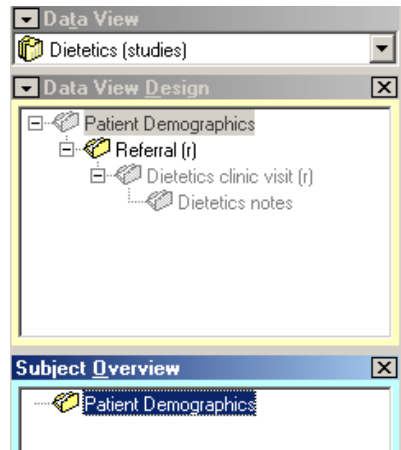 Data View
Dietetics (studies)
Data View Design
Patient Demographics
Referral (r)
Dietetics clinic visit (r)
Dietetics notes
Subject Overview
Patient Demographics